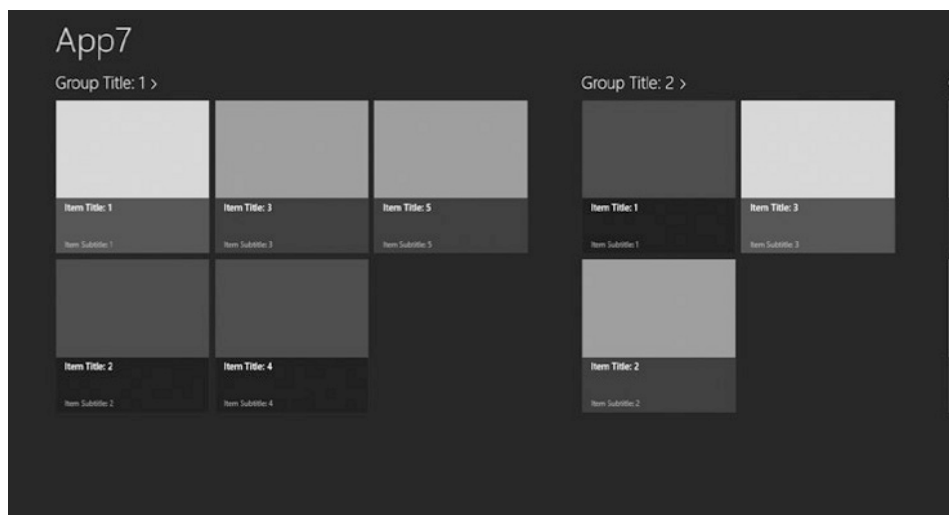 App7
Group Title: 1 >
Item Title: 1
Item Subtitle: 1
Item Title: 3
Item Subtitle: 3
Item Title: 5
Item Subtitle: 5
Item Title: 2
Item Subtitle: 2
Item Title: 4
Item Subtitle: 4
Group Title: 2 >
Item Title: 1
Item Subtitle: 1
Item Title: 3
Item Subtitle: 3
Item Title: 2
Item Subtitle: 2